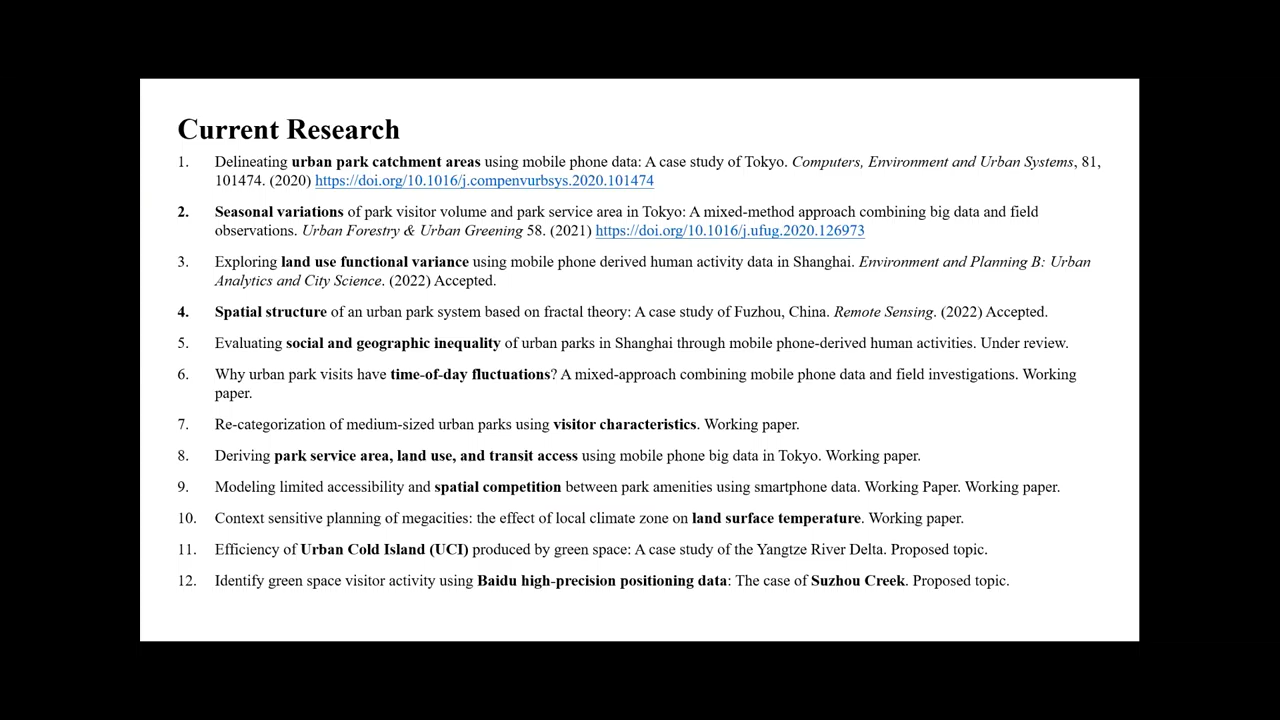 Current Research
1. Delineating urban park catchment areas using mobile phone data: A case study of Tokyo. Computers, Environment and Urban Systems, 81,
101474. (2020) https://doi.org/10.1016/j.compenvurbsys.2020.101474
2. Seasonal variations of park visitor volume and park service area in Tokyo: A mixed-method approach combining big data and field
observations. Urban Forestry & Urban Greening 58. (2021) https://doi.org/10.1016/j.ufug.2020.126973
3. Exploring land use functional variance using mobile phone derived human activity data in Shanghai. Environment and Planning B: Urban
Analytics and City Science. (2022) Accepted.
4. Spatial structure of an urban park system based on fractal theory: A case study of Fuzhou, China. Remote Sensing. (2022) Accepted.
5. Evaluating social and geographic inequality of urban parks in Shanghai through mobile phone-derived human activities. Under review.
6. Why urban park visits have time-of-day fluctuations? A mixed-approach combining mobile phone data and field investigations. Working
paper.
7. Re-categorization of medium-sized urban parks using visitor characteristics. Working paper.
8. Deriving park service area, land use, and transit access using mobile phone big data in Tokyo. Working paper.
9. Modeling limited accessibility and spatial competition between park amenities using smartphone data. Working Paper. Working paper.
10. Context sensitive planning of megacities: the effect of local climate zone on land surface temperature. Working paper.
11. Efficiency of Urban Cold Island (UCI) produced by green space: A case study of the Yangtze River Delta. Proposed topic.
12. Identify green space visitor activity using Baidu high-precision positioning data: The case of Suzhou Creek. Proposed topic.